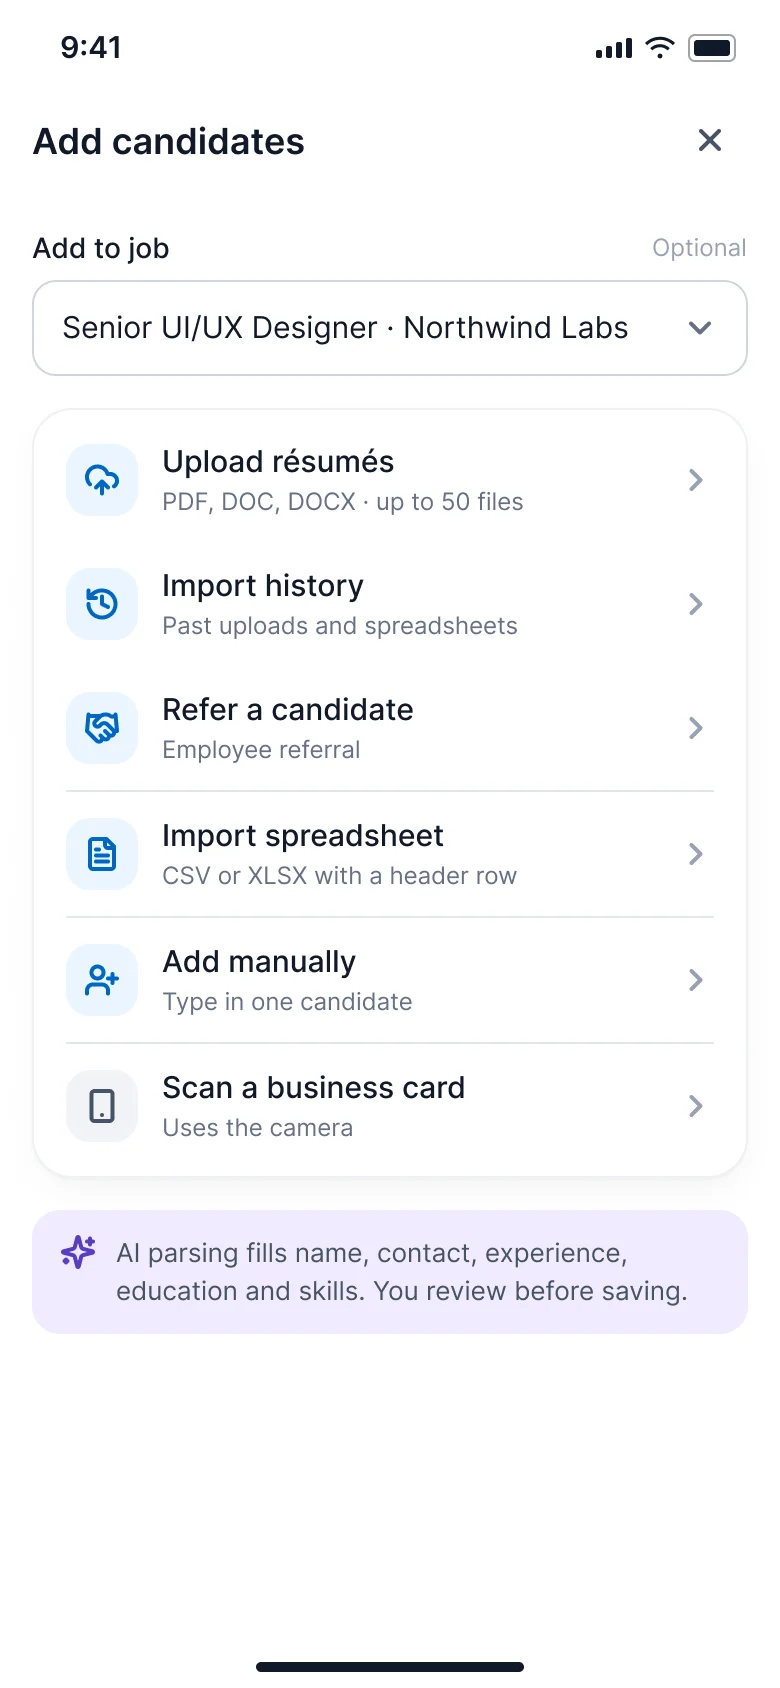 9:41
Add candidates
Add to job
Optional
Senior UI/UX Designer · Northwind Labs
Upload résumés
PDF, DOC, DOCX · up to 50 files
Import history
Past uploads and spreadsheets
Refer a candidate
Employee referral
Import spreadsheet
CSV or XLSX with a header row
Add manually
Type in one candidate
Scan a business card
Uses the camera
AI parsing fills name, contact, experience,
education and skills. You review before saving.